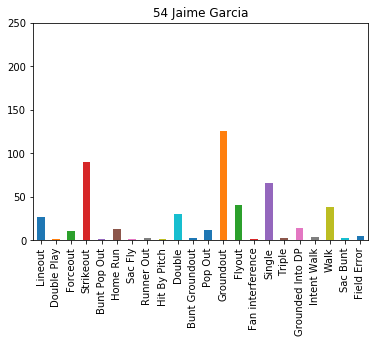 54 Jaime Garcia
250
200
150
100
50
0
Lineout
Double Play
Forceout
Strikeout
Bunt Pop Out
Home Run
Sac Fly
Runner Out
Hit By Pitch
Double
Bunt Groundout
Pop Out
Groundout
Flyout
Fan interference
Single
Triple
Grounded Into DP
Intent Walk
Walk
Sac Bunt
Field Error